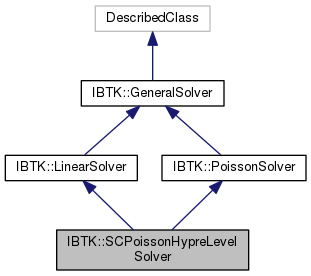 DescribedClass
IBTK::GeneralSolver
IBTK::LinearSolver
IBTK::PoissonSolver
IBTK::SCPoissonHypreLevel
Solver